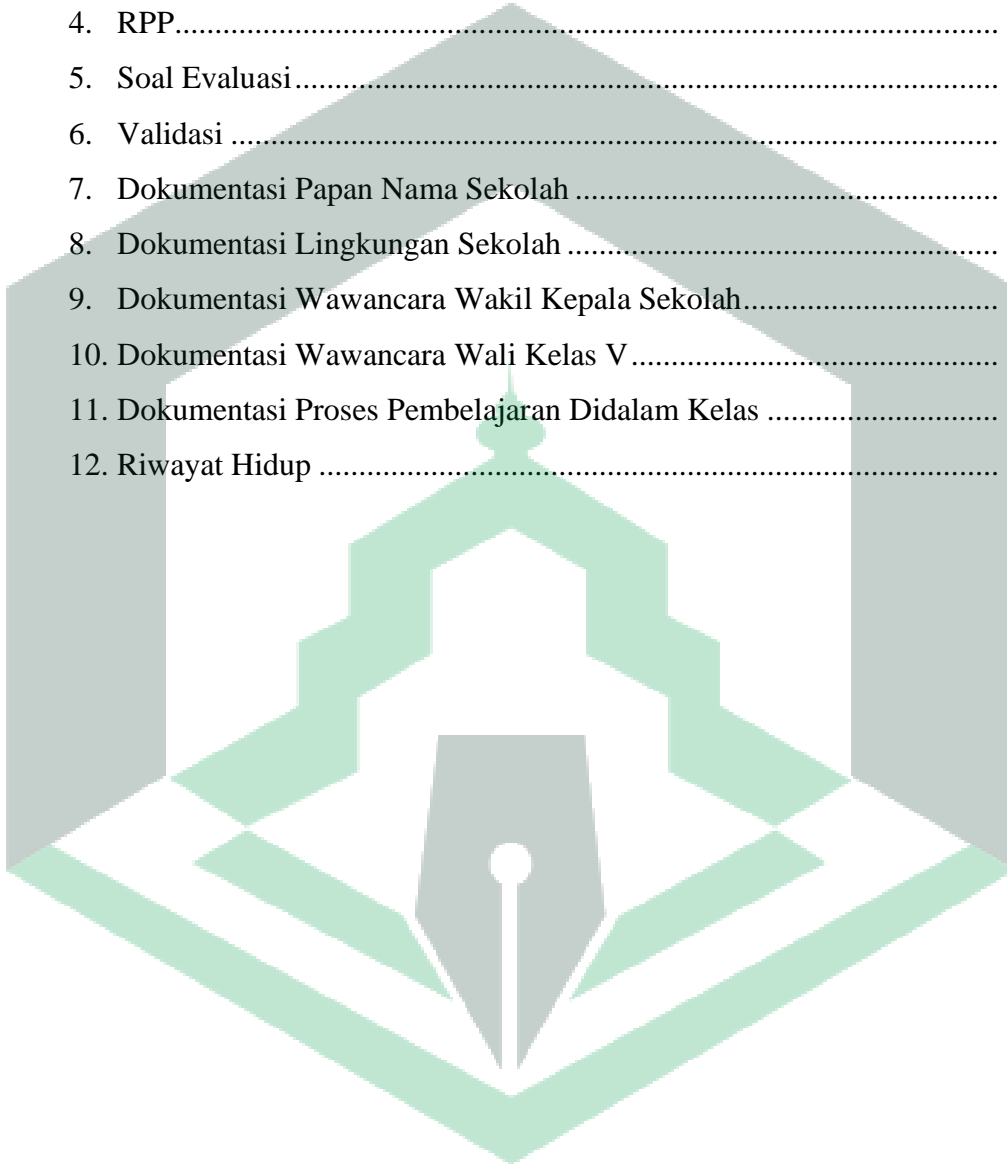 4. RPP.......................................................................................................
5. Soal Evaluasi........................................................................................
6. Validasi ................................................................................................
7. Dokumentasi Papan Nama Sekolah .....................................................
8. Dokumentasi Lingkungan Sekolah ......................................................
9. Dokumentasi Wawancara Wakil Kepala Sekolah................................
10. Dokumentasi Wawancara Wali Kelas V..............................................
11. Dokumentasi Proses Pembelajaran Didalam Kelas .............................
12. Riwayat Hidup .....................................................................................